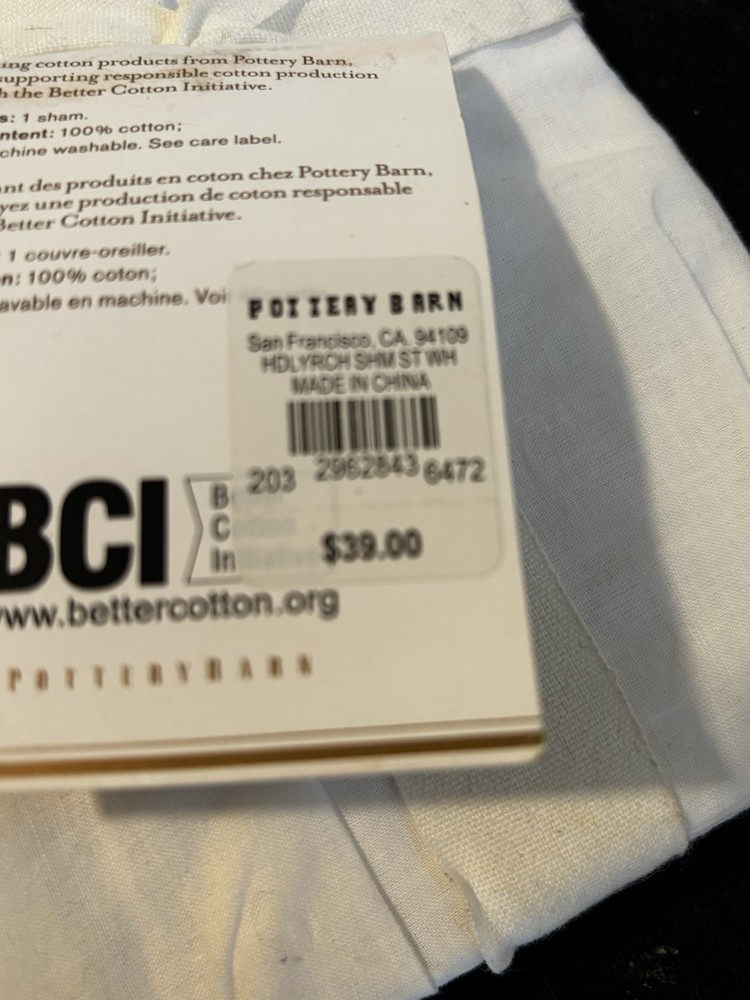 ing cotton products from Pottery Barn,
supporting responsible cotton production
h the Better Cotton Initiative.
s: 1 sham.
ntent: 100% cotton;
chine washable. See care label.
nt des produits en coton chez Pottery Barn,
yez une production de coton responsable
Better Cotton Initiative.
1 couvre-oreiller.
n: 100% coton;
avable en machine. Voi
POTTERY BARN
San Francisco, CA 94109
HDLYRCH SHM ST WH
MADE IN CHINA
203 2962843 6472
$39.00
BCI
B
Cotton
Initiative
www.bettercotton.org
POTTERYBARN